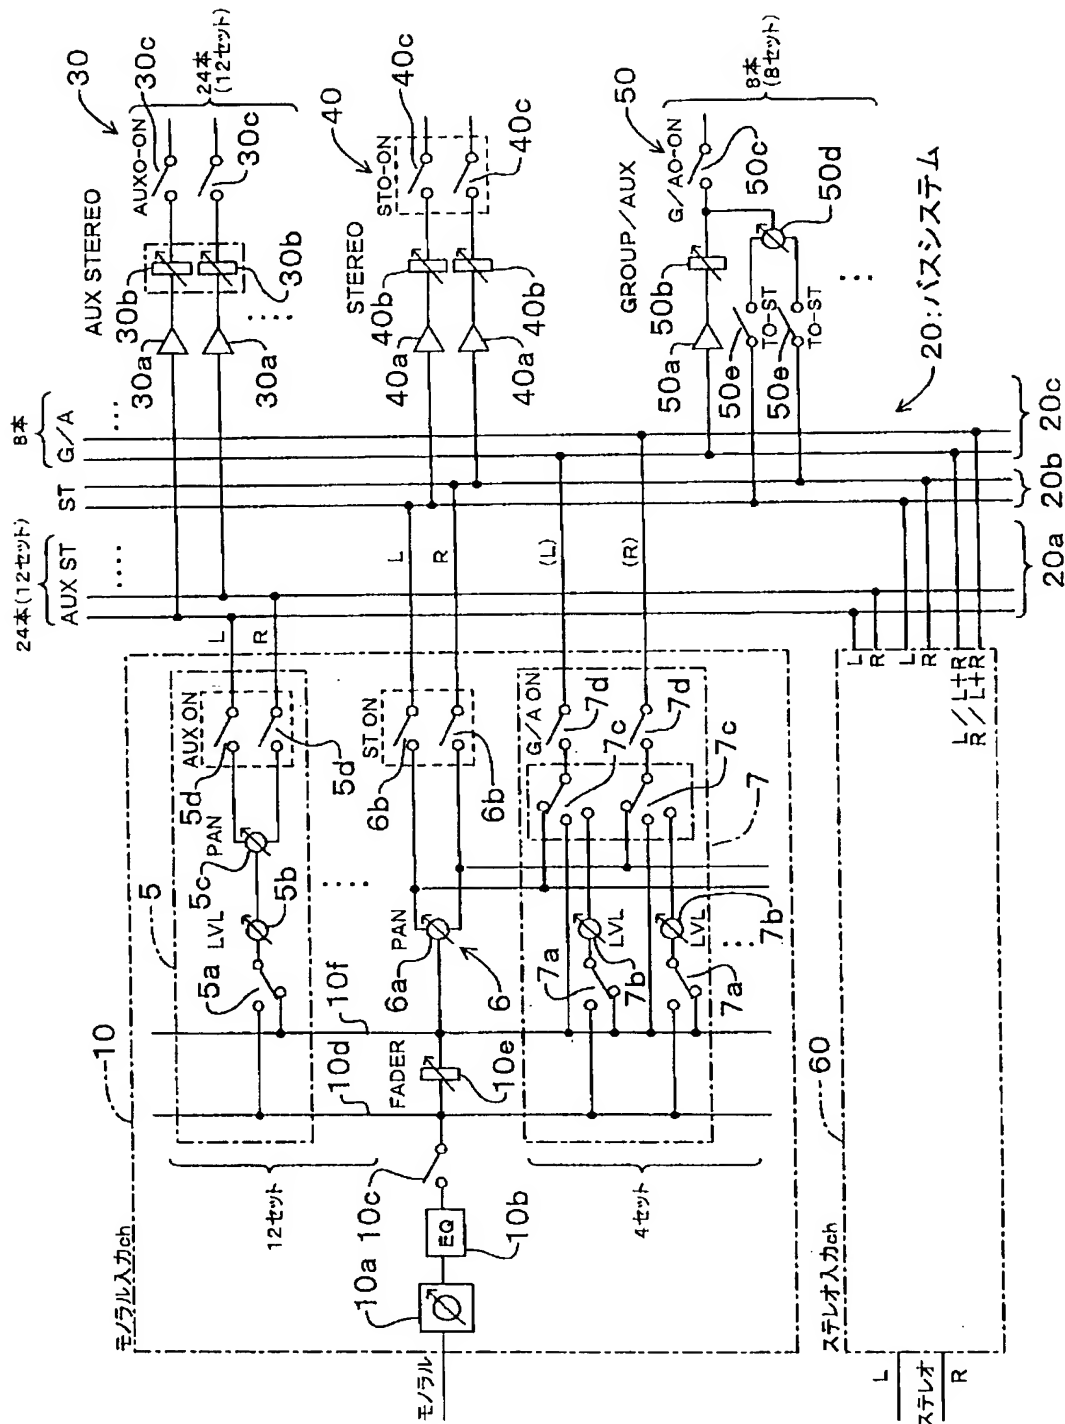 モノラル入力ch
10
モノラル
10a
EQ
10b
10c
10d
FADER
10e
10f
12セット
4セット
5
5a
LVL
5b
5c
PAN
5d
AUX ON
5d
L
R
6
6a
PAN
6b
ST ON
6b
L
R
7
7a
LVL
7b
7a
LVL
7b
7c
7c
G/A ON
7d
7d
(L)
(R)
24本(12セット)
AUX ST
ST
8本
G/A
20a
20b
20c
20:バスシステム
AUX STEREO
30
30a
30b
AUXO-ON
30c
30a
30b
30c
24本
(12セット)
STEREO
40
40a
40b
STO-ON
40c
40a
40b
40c
GROUP/AUX
50
50a
50b
G/AO-ON
50c
50d
50e
TO-ST
50e
TO-ST
8本
(8セット)
ステレオ入力ch
60
L
ステレオ
R
L
R
L
R
L/L+R
R/L+R